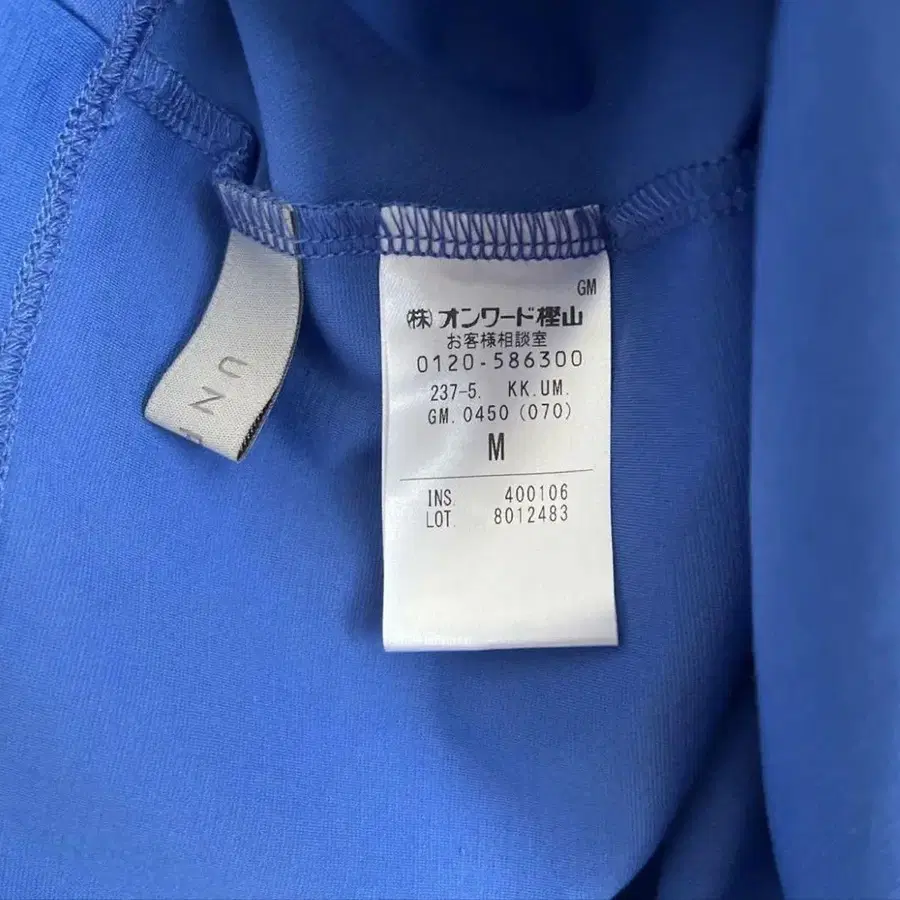 GM
㈱オンワード樫山
お客様相談室
0120-586300
237-5. KK. UM.
GM. 0450 (070)
M
INS. 400106
LOT. 8012483
UN